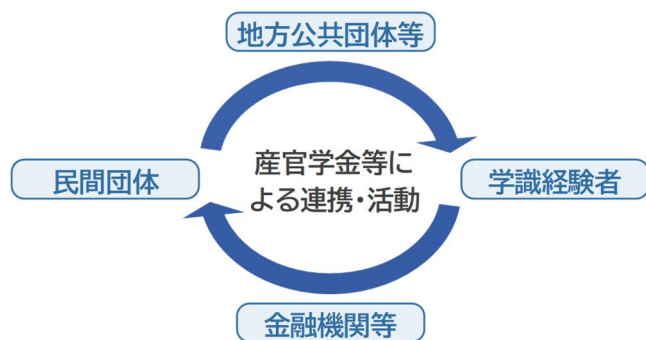 地方公共団体等
民間団体
産官学金等に
よる連携・活動
学識経験者
金融機関等